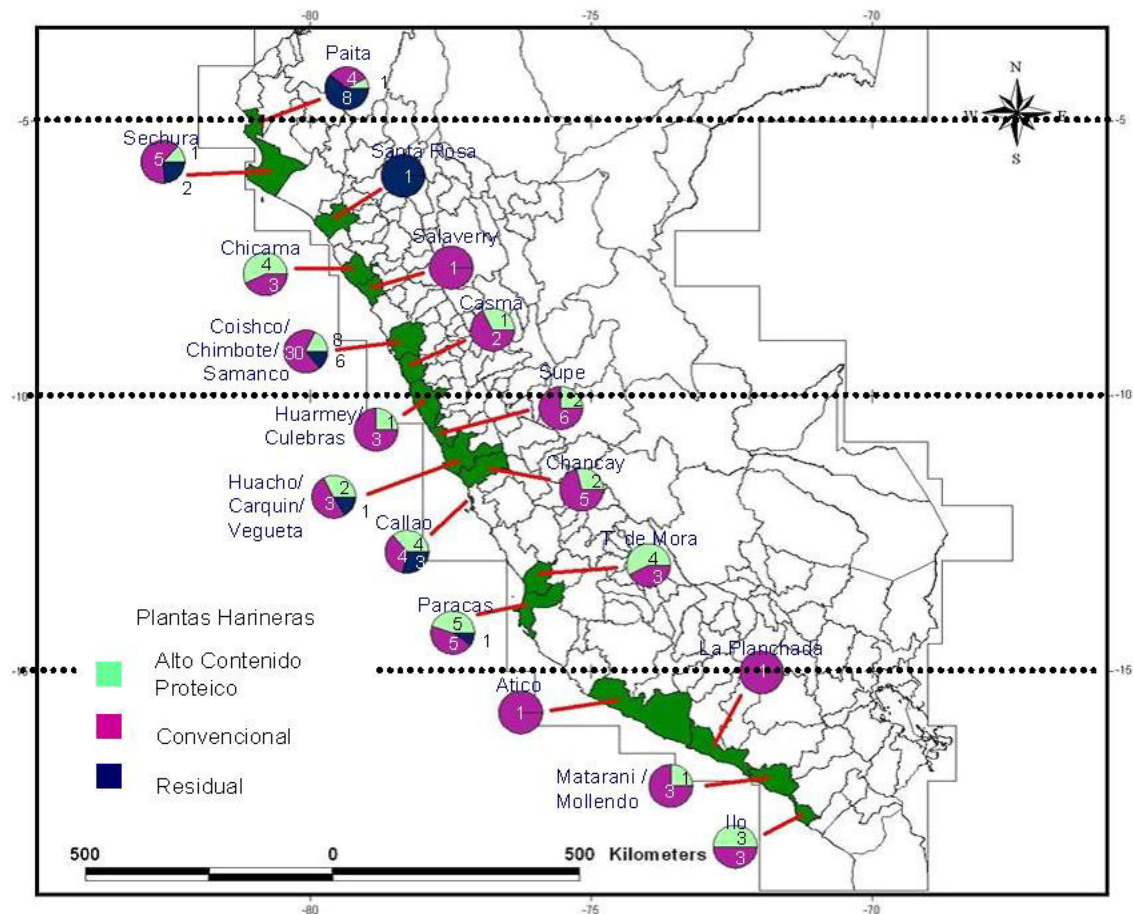 -80
-75
-70
Paita
4
1
8
N
W
E
S
-5
-5
Sechura
5
1
2
Santa Rosa
1
Chicama
4
3
Salaverry
1
Casma
1
2
Coishco/
Chimbote/
Samanco
30
8
6
Supe
2
6
-10
-10
Huarmey/
Culebras
1
3
Chancay
2
5
Huacho/
Carquin/
Vegueta
2
3
1
Callao
4
4
3
T. de Mora
4
3
Paracas
5
5
1
Plantas Harineras
Alto Contenido
Proteico
Convencional
Residual
La Planchada
1
-15
-15
Atico
1
Matarani /
Mollendo
1
3
Ilo
3
3
500
0
500
Kilometers
-80
-75
-70